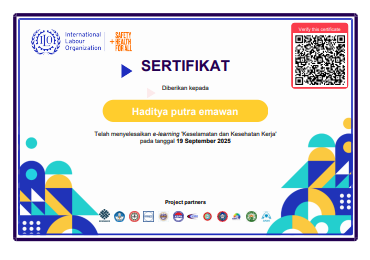 International
Labour
Organization
SAFETY
+ HEALTH
FOR ALL
Verify this certificate
SERTIFIKAT
Diberikan kepada
Haditya putra emawan
Telah menyelesaikan e-learning 'Keselamatan dan Kesehatan Kerja'
pada tanggal 19 September 2025
Project partners